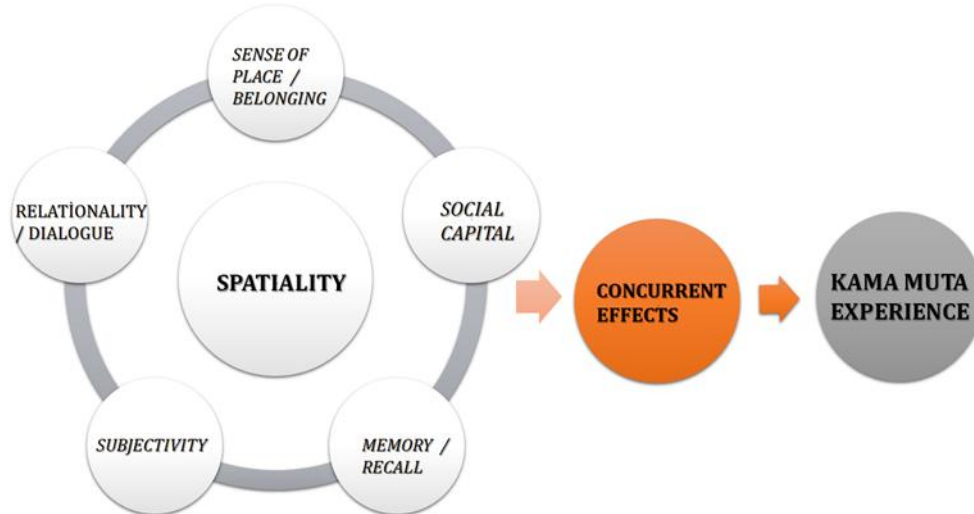 SENSE OF
PLACE /
BELONGING
RELATİONALITY
/ DIALOGUE
SOCIAL
CAPITAL
SPATIALITY
CONCURRENT
EFFECTS
KAMA MUTA
EXPERIENCE
SUBJECTIVITY
MEMORY /
RECALL